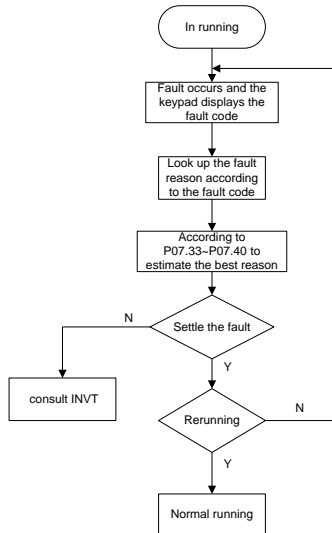 In running
Fault occurs and the
keypad displays the
fault code
Look up the fault
reason according
to the fault code
According to
P07.33~P07.40 to
estimate the best reason
N
Settle the fault
Y
consult INVT
Rerunning
N
Y
Normal running